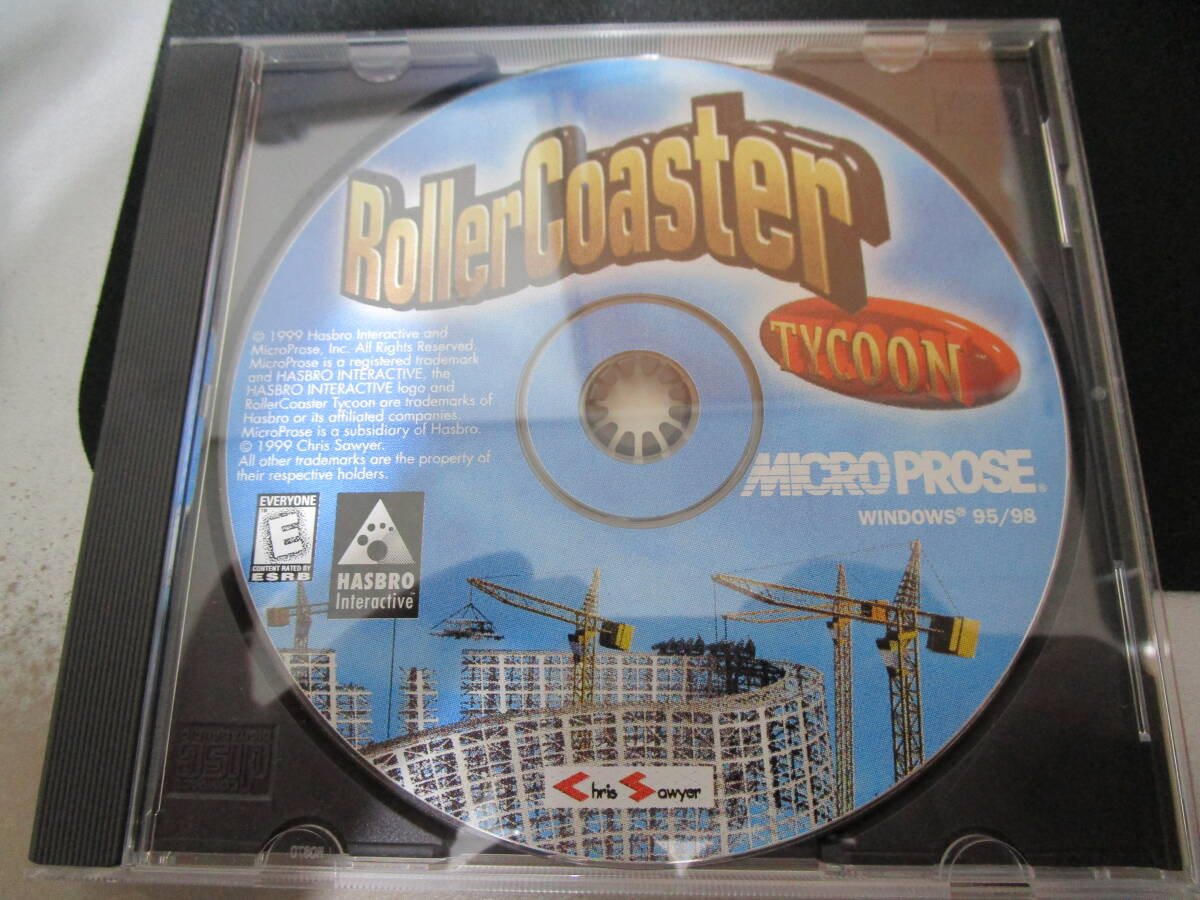 RollerCoaster
TYCOON
© 1999 Hasbro Interactive and
MicroProse, Inc. All Rights Reserved.
MicroProse is a registered trademark
and HASBRO INTERACTIVE, the
HASBRO INTERACTIVE logo and
RollerCoaster Tycoon are trademarks of
Hasbro or its affiliated companies.
MicroProse is a subsidiary of Hasbro.
© 1999 Chris Sawyer.
All other trademarks are the property of
their respective holders.
MICROPROSE®
WINDOWS® 95/98
EVERYONE
E
CONTENT RATED BY
ESRB
HASBRO
Interactive™
Chris Sawyer